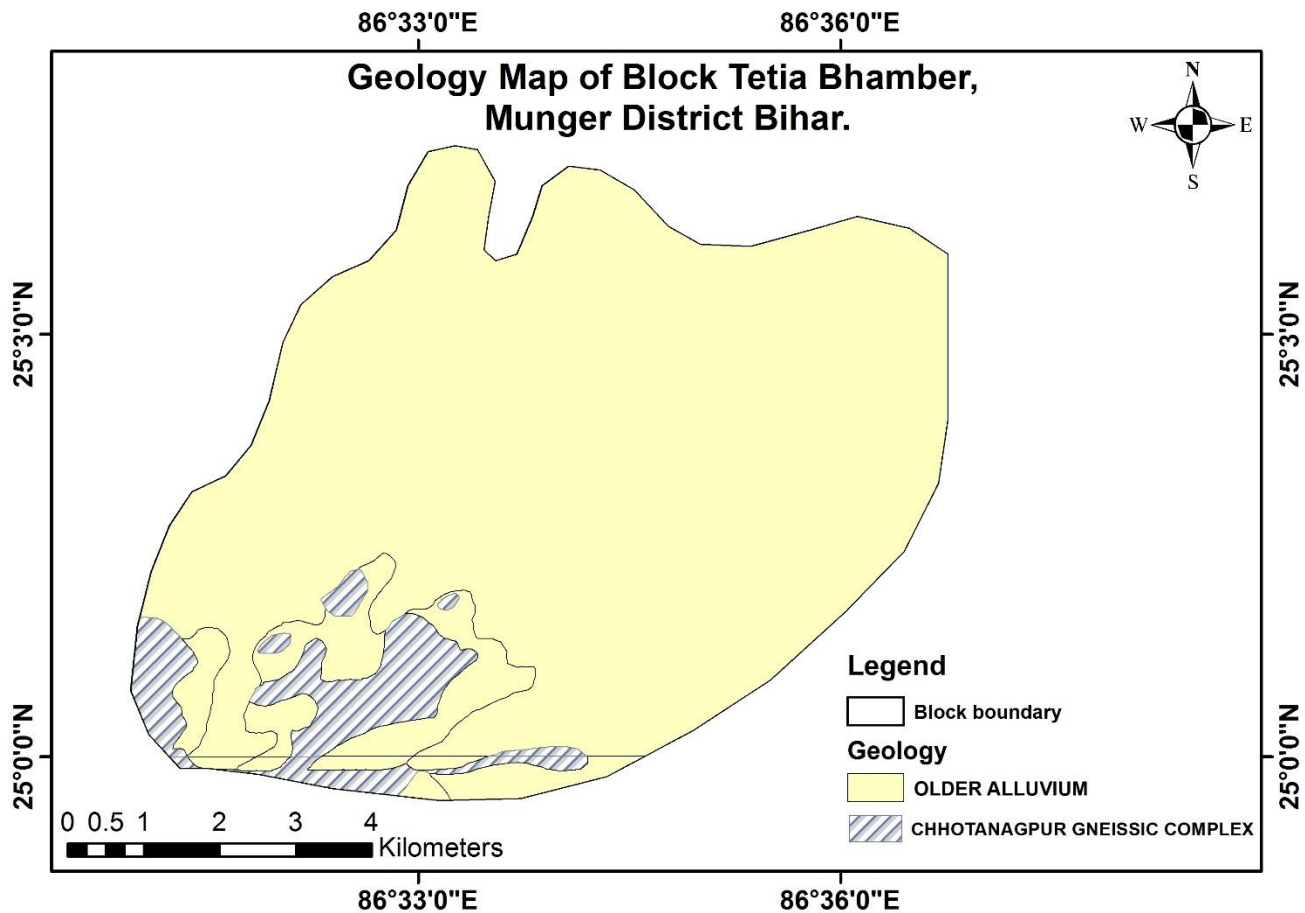 86°33'0"E
86°36'0"E
Geology Map of Block Tetia Bhamber,
Munger District Bihar.
N
W
E
S
25°3'0"N
25°3'0"N
Legend
Block boundary
Geology
OLDER ALLUVIUM
CHHOTANAGPUR GNEISSIC COMPLEX
25°0'0"N
25°0'0"N
0 0.5 1 2 3 4
Kilometers
86°33'0"E
86°36'0"E